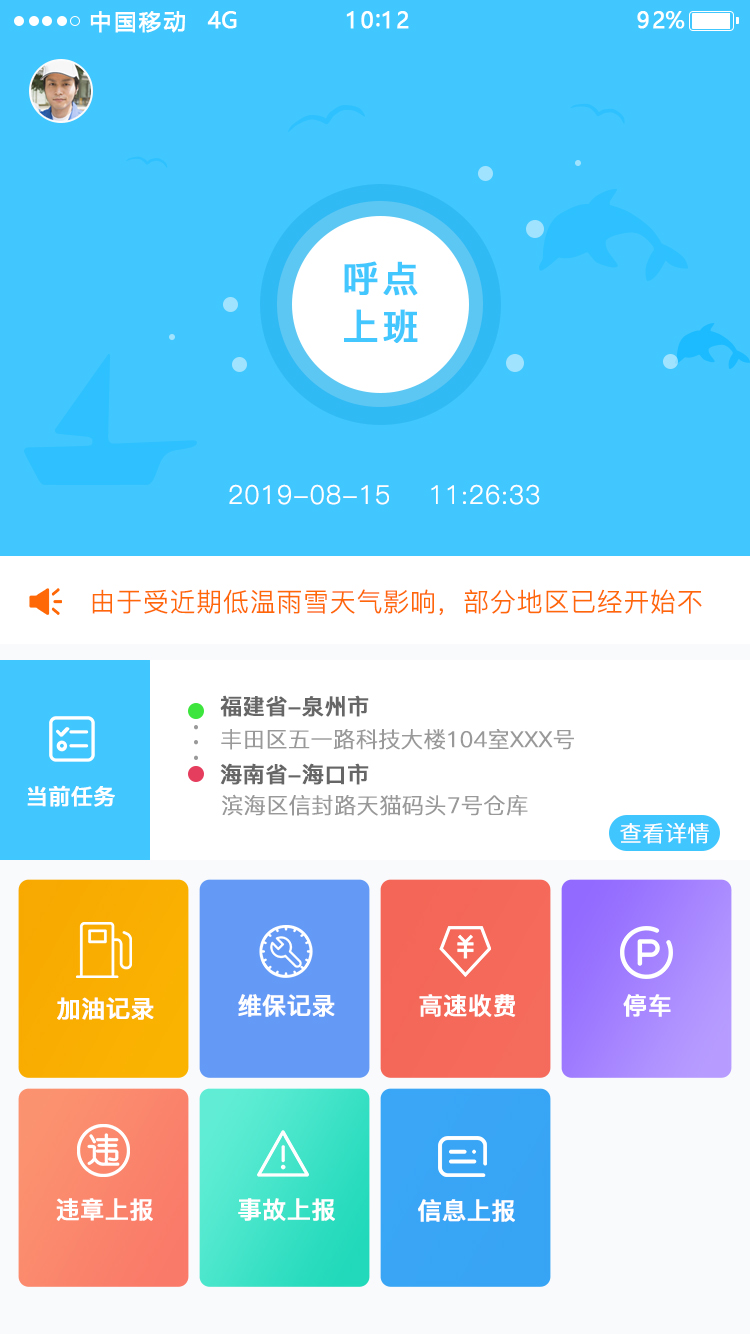 中国移动 4G 10:12 92%
呼点
上班
2019-08-15 11:26:33
由于受近期低温雨雪天气影响，部分地区已经开始不
福建省-泉州市
丰田区五一路科技大楼104室XXX号
海南省-海口市
滨海区信封路天猫码头7号仓库
当前任务
查看详情
加油记录
维保记录
¥
高速收费
P
停车
违
违章上报
事故上报
信息上报